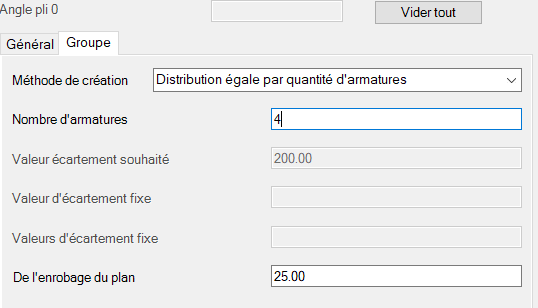 Angle pli 0
Vider tout
Général Groupe
Méthode de création Distribution égale par quantité d'armatures
Nombre d'armatures 4
Valeur écartement souhaité 200.00
Valeur d'écartement fixe
Valeurs d'écartement fixe
De l'enrobage du plan 25.00